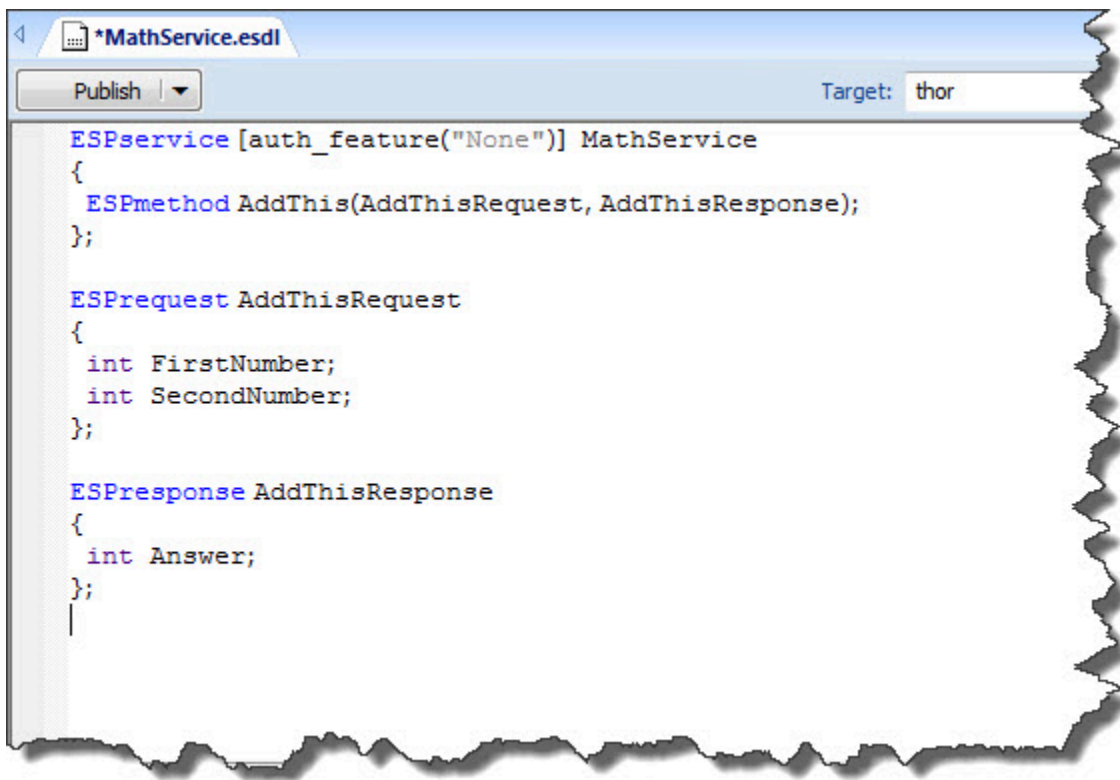 *MathService.esdl
Publish
Target: thor
ESPservice [auth_feature("None")] MathService
{
 ESPmethod AddThis(AddThisRequest, AddThisResponse);
};

ESPrequest AddThisRequest
{
 int FirstNumber;
 int SecondNumber;
};

ESPresponse AddThisResponse
{
 int Answer;
};